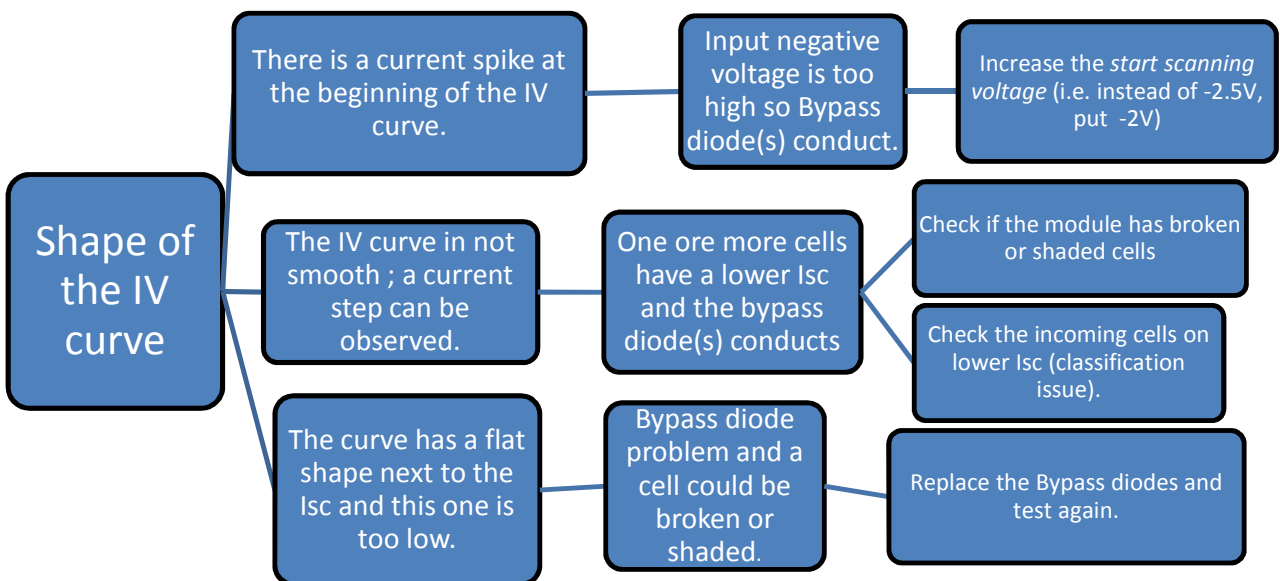 Shape of
the IV
curve
There is a current spike at
the beginning of the IV
curve.
Input negative
voltage is too
high so Bypass
diode(s) conduct.
Increase the start scanning
voltage (i.e. instead of -2.5V,
put -2V)
The IV curve in not
smooth ; a current
step can be
observed.
One ore more cells
have a lower Isc
and the bypass
diode(s) conducts
Check if the module has broken
or shaded cells
Check the incoming cells on
lower Isc (classification
issue).
The curve has a flat
shape next to the
Isc and this one is
too low.
Bypass diode
problem and a
cell could be
broken or
shaded.
Replace the Bypass diodes and
test again.